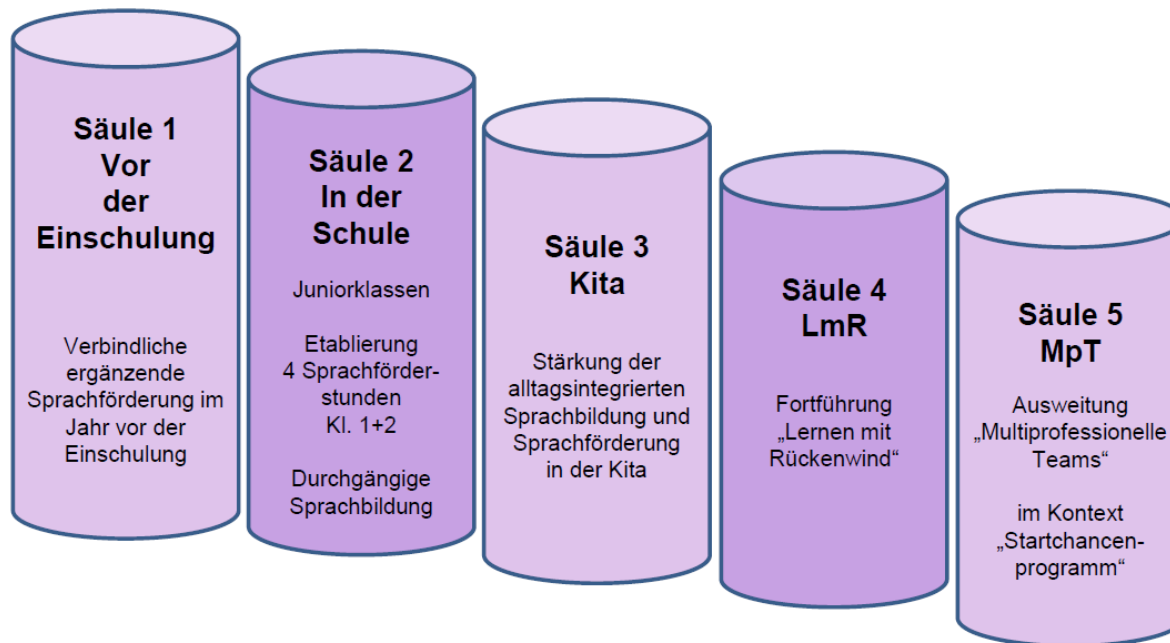 Säule 1
Vor
der
Einschulung
Verbindliche
ergänzende
Sprachförderung im
Jahr vor der
Einschulung
Säule 2
In der
Schule
Juniorklassen
Etablierung
4 Sprachförder-
stunden
Kl. 1+2
Durchgängige
Sprachbildung
Säule 3
Kita
Stärkung der
alltagsintegrierten
Sprachbildung und
Sprachförderung
in der Kita
Säule 4
LmR
Fortführung
„Lernen mit
Rückenwind“
Säule 5
MpT
Ausweitung
„Multiprofessionelle
Teams“
im Kontext
„Startchancen-
programm“